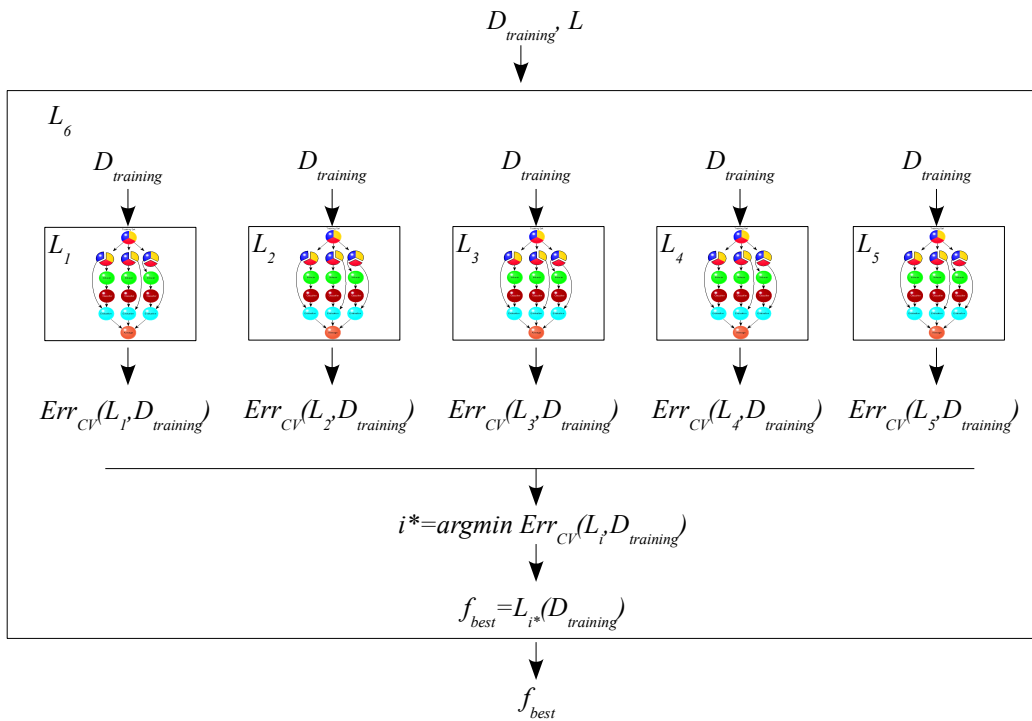 D_training, L
L_6
D_training D_training D_training D_training D_training
L_1 L_2 L_3 L_4 L_5
Err_CV(L_1,D_training) Err_CV(L_2,D_training) Err_CV(L_3,D_training) Err_CV(L_4,D_training) Err_CV(L_5,D_training)
i*=argmin Err_CV(L_i,D_training)
f_best=L_i*(D_training)
f_best